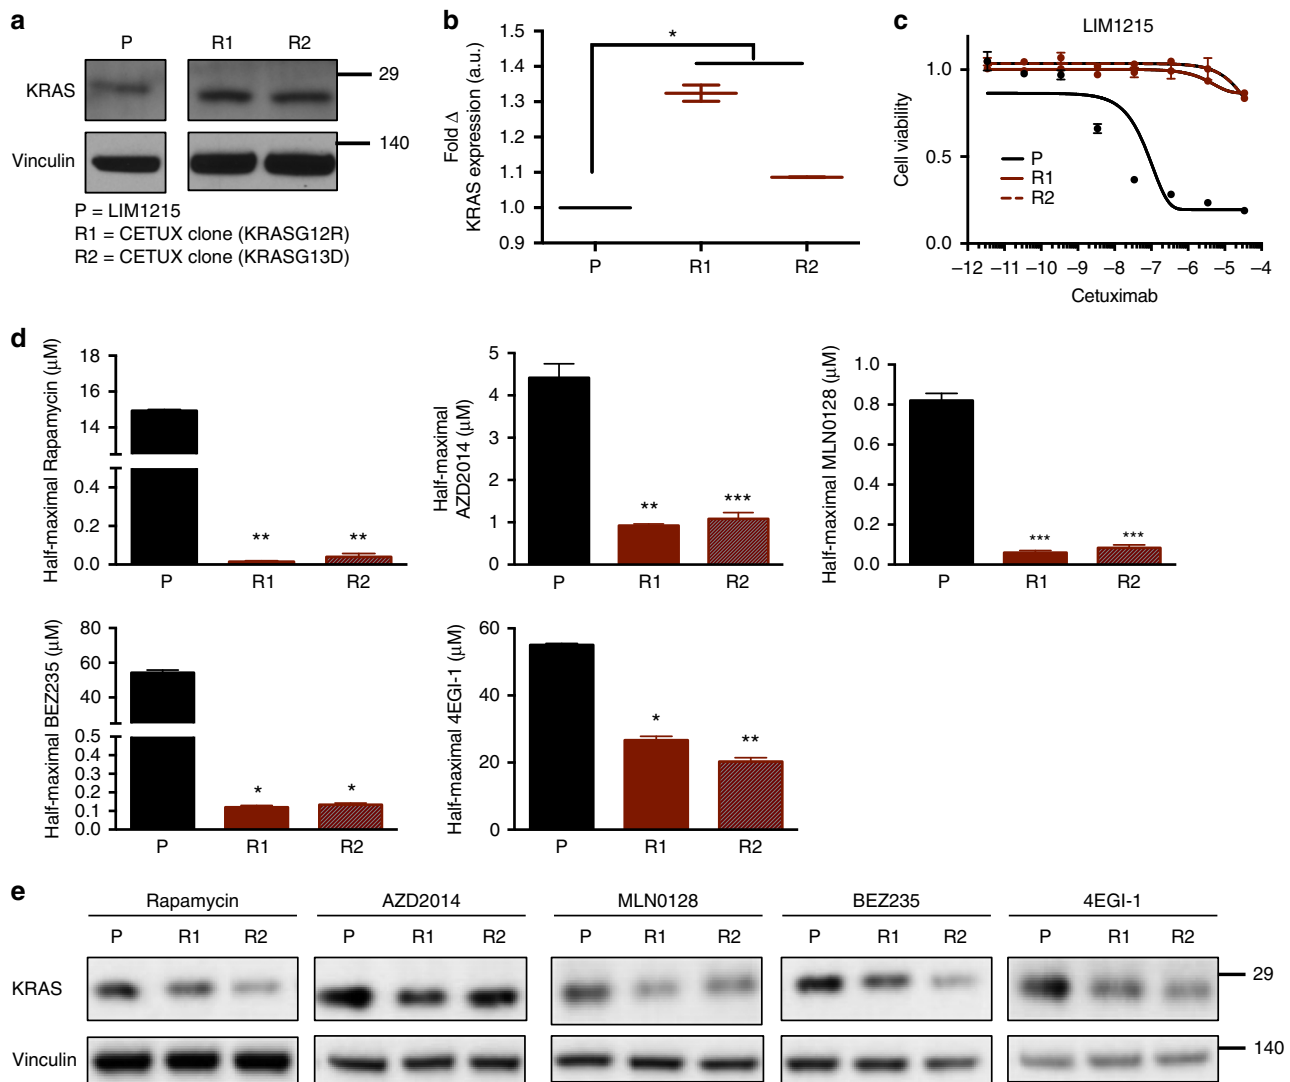 a
P R1 R2
KRAS
29
Vinculin
140
P = LIM1215
R1 = CETUX clone (KRASG12R)
R2 = CETUX clone (KRASG13D)
b
Fold Δ
KRAS expression (a.u.)
1.5
1.4
1.3
1.2
1.1
1.0
0.9
*
P R1 R2
c
LIM1215
Cell viability
1.0
0.5
0.0
P
R1
R2
–12 –11 –10 –9 –8 –7 –6 –5 –4
Cetuximab
d
Half-maximal Rapamycin (μM)
18
16
14
0.4
0.2
0.0
** **
P R1 R2
Half-maximal
AZD2014 (μM)
5
4
3
2
1
0
** ***
P R1 R2
Half-maximal MLN0128 (μM)
1.0
0.8
0.6
0.4
0.2
0.0
*** ***
P R1 R2
Half-maximal BEZ235 (μM)
80
60
40
0.5
0.4
0.3
0.2
0.1
0.0
* *
P R1 R2
Half-maximal 4EGI-1 (μM)
60
40
20
0
* **
P R1 R2
e
Rapamycin AZD2014 MLN0128 BEZ235 4EGI-1
P R1 R2 P R1 R2 P R1 R2 P R1 R2 P R1 R2
KRAS
29
Vinculin
140